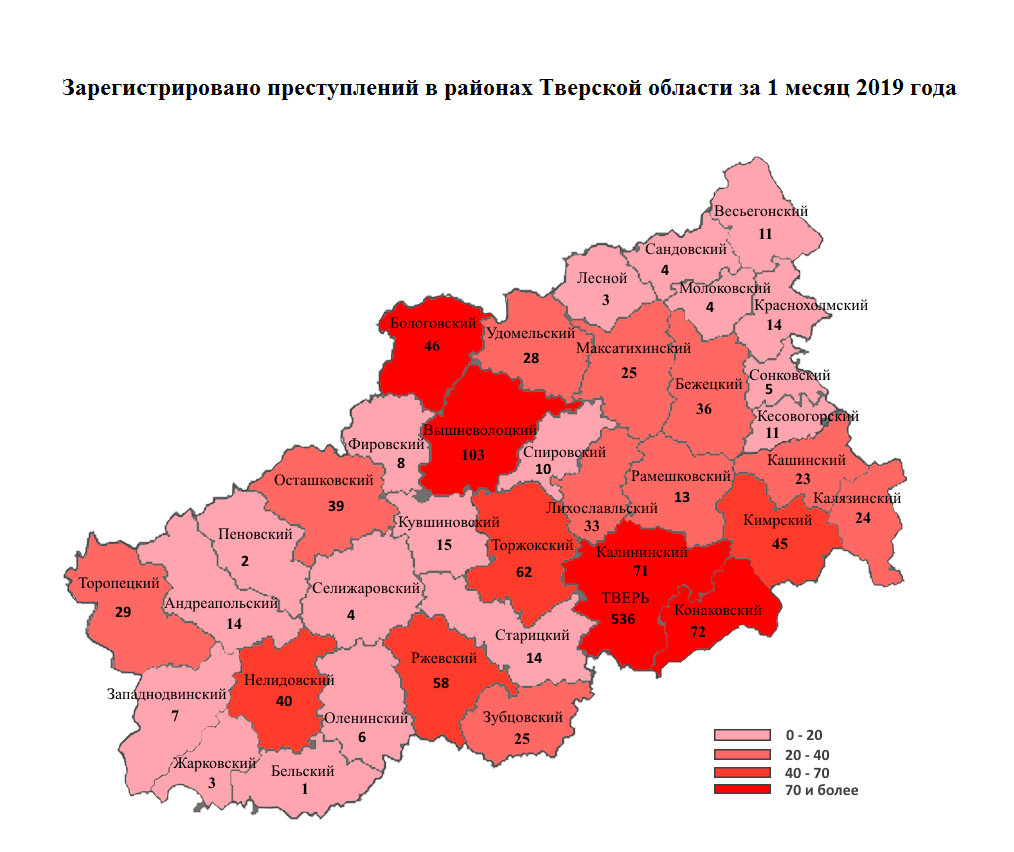 Зарегистрировано преступлений в районах Тверской области за 1 месяц 2019 года
Весьегонский
11
Сандовский
4
Лесной
3
Молоковский
4
Краснохолмский
14
Бологовский
46
Удомельский
28
Максатихинский
25
Бежецкий
36
Сонковский
5
Кесовогорский
11
Вышневолоцкий
103
Фировский
8
Спировский
10
Кашинский
23
Рамешковский
13
Осташковский
39
Калязинский
24
Лихославльский
33
Кувшиновский
15
Кимрский
45
Пеновский
2
Торжокский
62
Калининский
71
Торопецкий
29
Селижаровский
4
Андреапольский
14
ТВЕРЬ
536
Конаковский
72
Старицкий
14
Ржевский
58
Нелидовский
40
Западнодвинский
7
Оленинский
6
Зубцовский
25
Жарковский
3
Бельский
1
0 - 20
20 - 40
40 - 70
70 и более